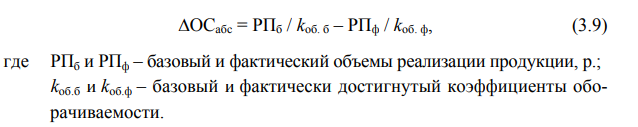 ΔОСабс = РПб / kоб. б – РПф / kоб. ф, (3.9)
где РПб и РПф – базовый и фактический объемы реализации продукции, р.;
kоб.б и kоб.ф – базовый и фактически достигнутый коэффициенты обо-
рачиваемости.